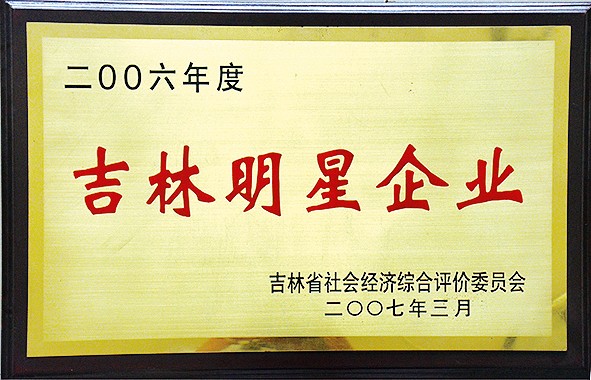 二00六年度
吉林明星企业
吉林省社会经济综合评价委员会
二〇〇七年三月